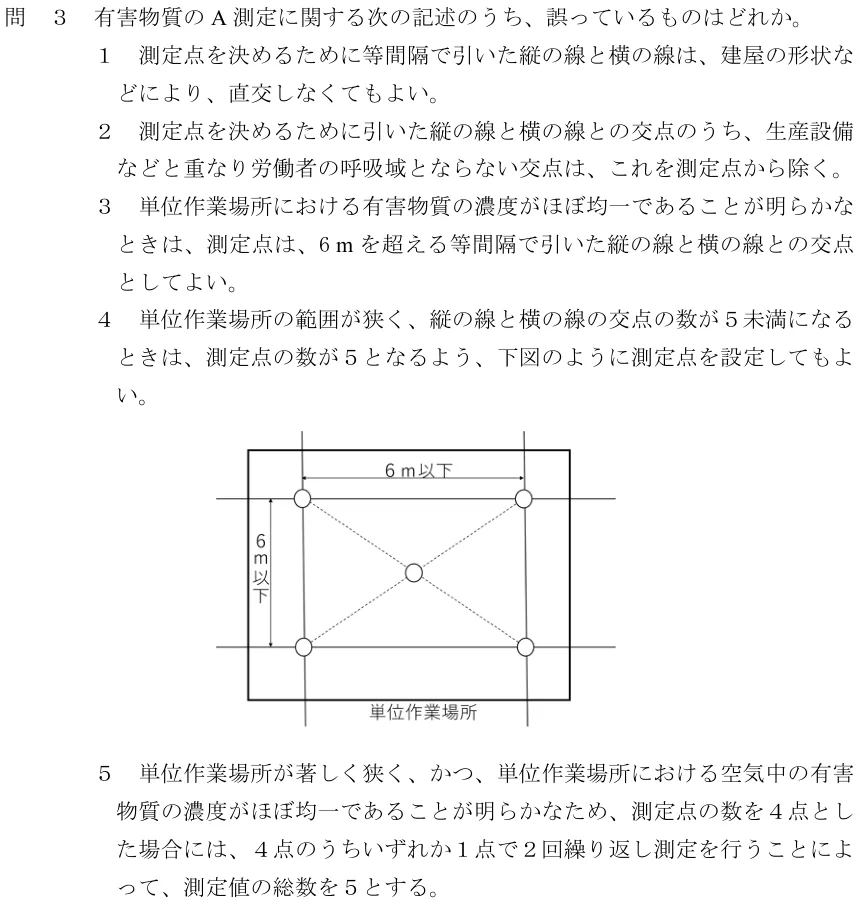 問 3 有害物質の A 測定に関する次の記述のうち、誤っているものはどれか。
1 測定点を決めるために等間隔で引いた縦の線と横の線は、建屋の形状な
どにより、直交しなくてもよい。
2 測定点を決めるために引いた縦の線と横の線との交点のうち、生産設備
などと重なり労働者の呼吸域とならない交点は、これを測定点から除く。
3 単位作業場所における有害物質の濃度がほぼ均一であることが明らかな
ときは、測定点は、6 m を超える等間隔で引いた縦の線と横の線との交点
としてよい。
4 単位作業場所の範囲が狭く、縦の線と横の線の交点の数が5未満になる
ときは、測定点の数が5となるよう、下図のように測定点を設定してもよ
い。
6 m以下
6m以下
単位作業場所
5 単位作業場所が著しく狭く、かつ、単位作業場所における空気中の有害
物質の濃度がほぼ均一であることが明らかなため、測定点の数を4点とし
た場合には、4点のうちいずれか1点で2回繰り返し測定を行うことによ
って、測定値の総数を5とする。